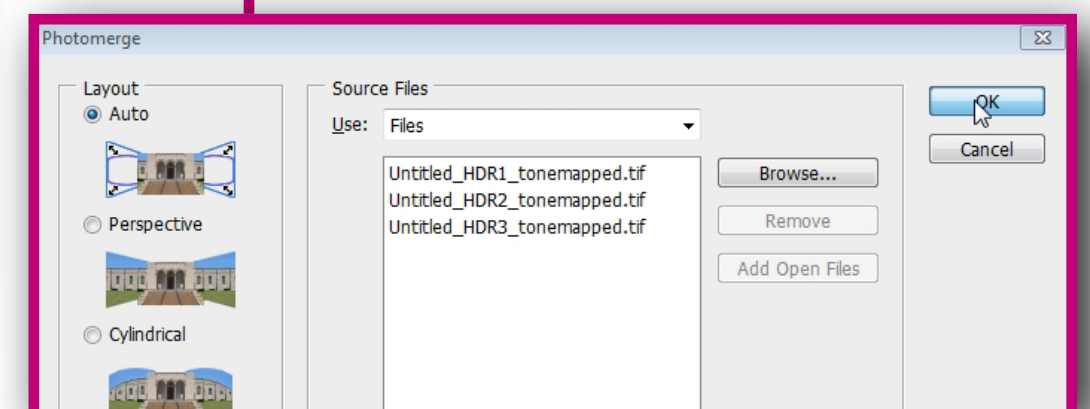 Photomerge
Layout
Auto
Perspective
Cylindrical
Source Files
Use: Files
Untitled_HDR1_tonemapped.tif
Untitled_HDR2_tonemapped.tif
Untitled_HDR3_tonemapped.tif
Browse...
Remove
Add Open Files
OK
Cancel